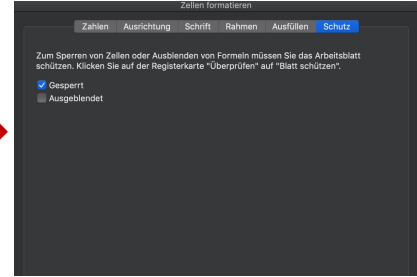 Zellen formatieren
Zahlen Ausrichtung Schrift Rahmen Ausfüllen Schutz
Zum Sperren von Zellen oder Ausblenden von Formeln müssen Sie das Arbeitsblatt
schützen. Klicken Sie auf der Registerkarte "Überprüfen" auf "Blatt schützen".
Gesperrt
Ausgeblendet